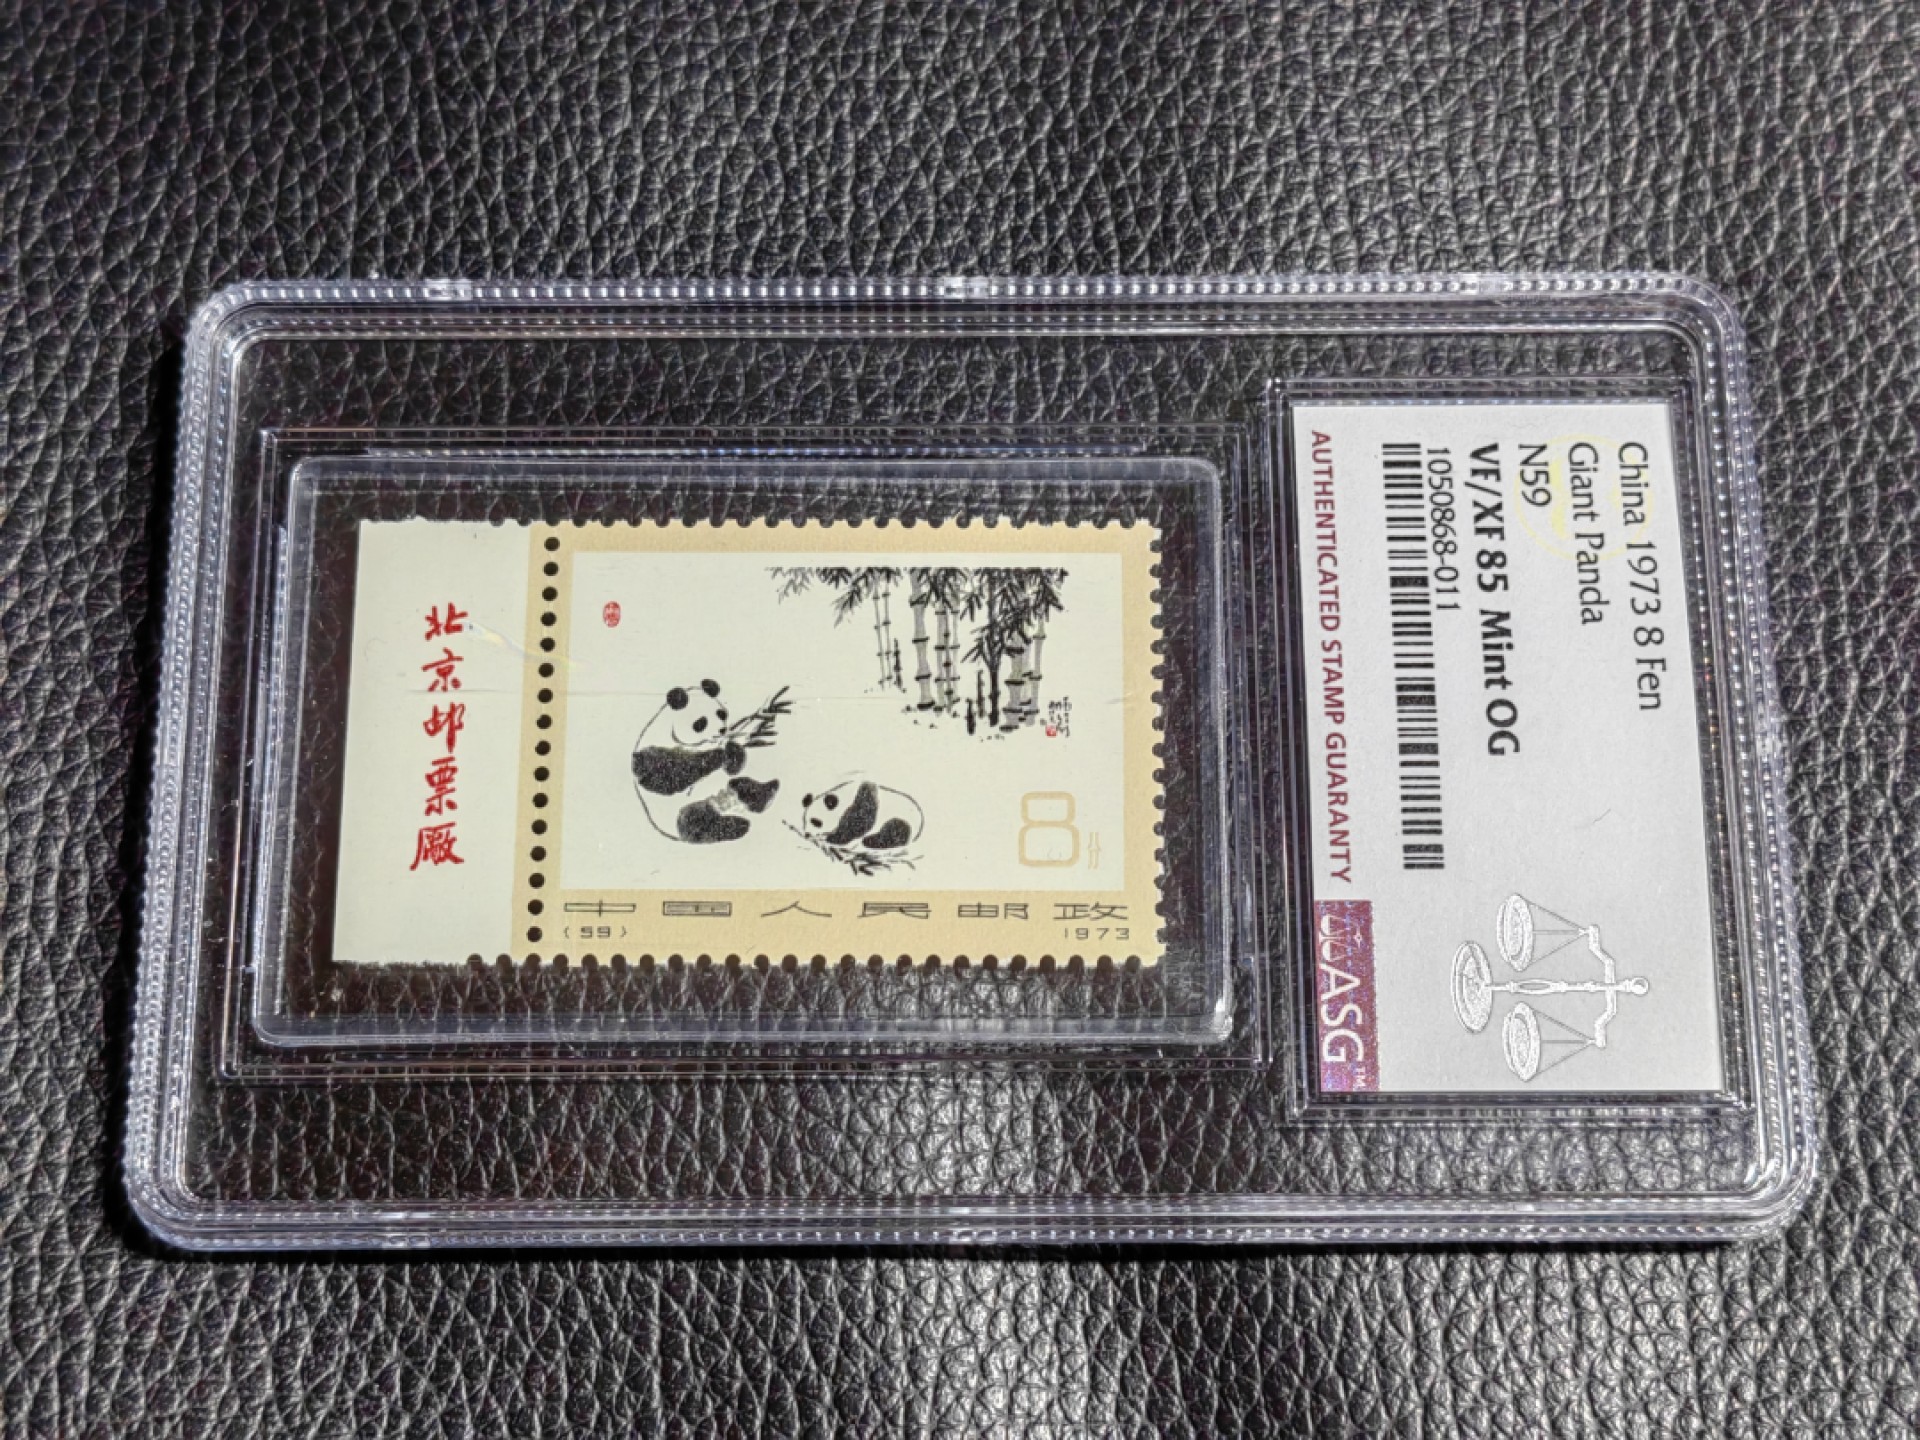 北京邮票厰
8分
中国人民邮政
(59) 1973
China 1973 8 Fen
Giant Panda
N59
VF/XF 85 Mint OG
1050868-011
AUTHENTICATED STAMP GUARANTY
ASG™